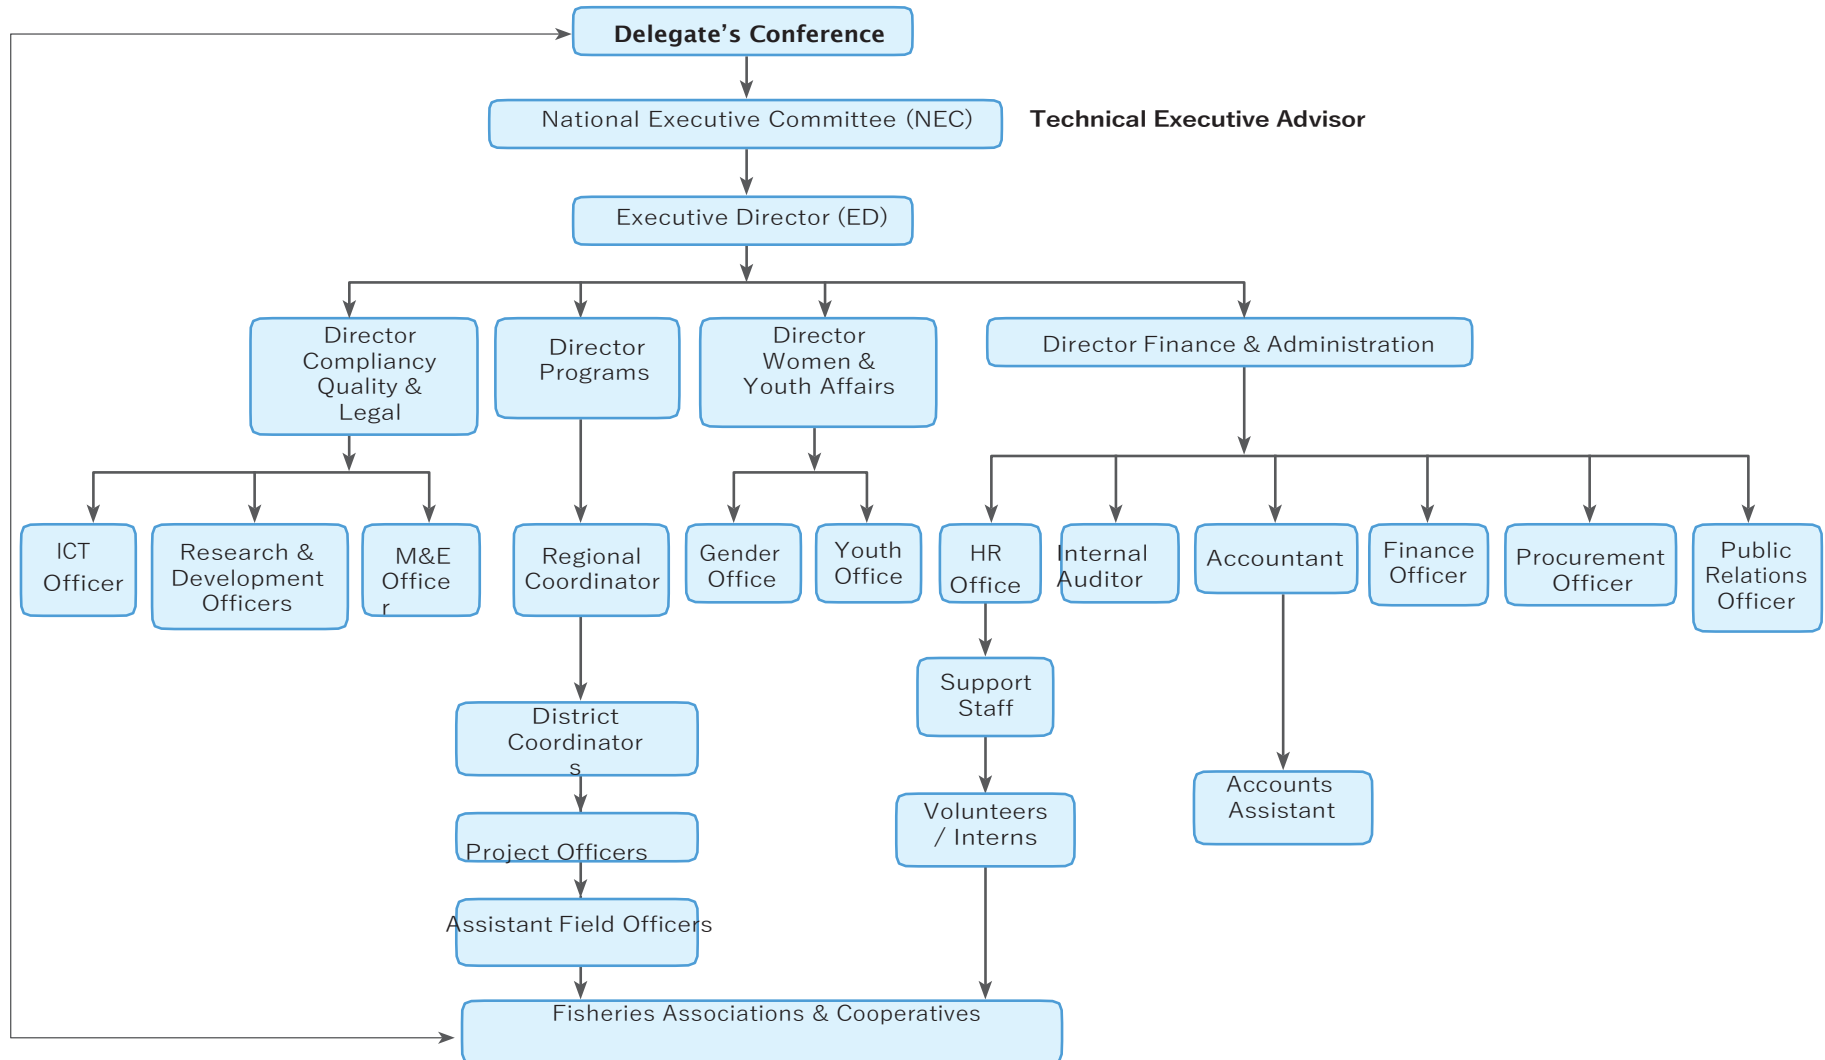 Delegate's Conference
National Executive Committee (NEC)
Technical Executive Advisor
Executive Director (ED)
Director
Compliancy
Quality &
Legal
Director
Programs
Director
Women &
Youth Affairs
Director Finance & Administration
ICT
Officer
Research &
Development
Officers
M&E
Office
r
Regional
Coordinator
Gender
Office
Youth
Office
HR
Office
Internal
Auditor
Accountant
Finance
Officer
Procurement
Officer
Public
Relations
Officer
Support
Staff
District
Coordinator
s
Accounts
Assistant
Volunteers
/ Interns
Project Officers
Assistant Field Officers
Fisheries Associations & Cooperatives